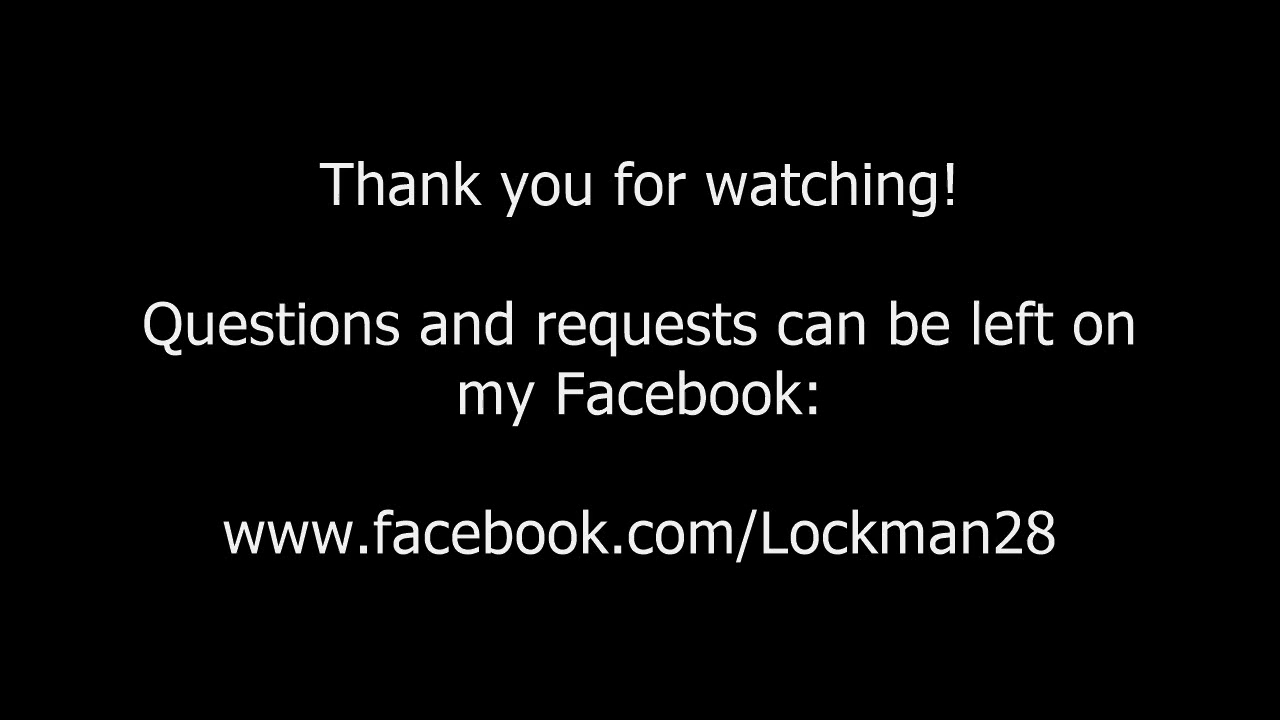 Thank you for watching!
Questions and requests can be left on
my Facebook:
www.facebook.com/Lockman28